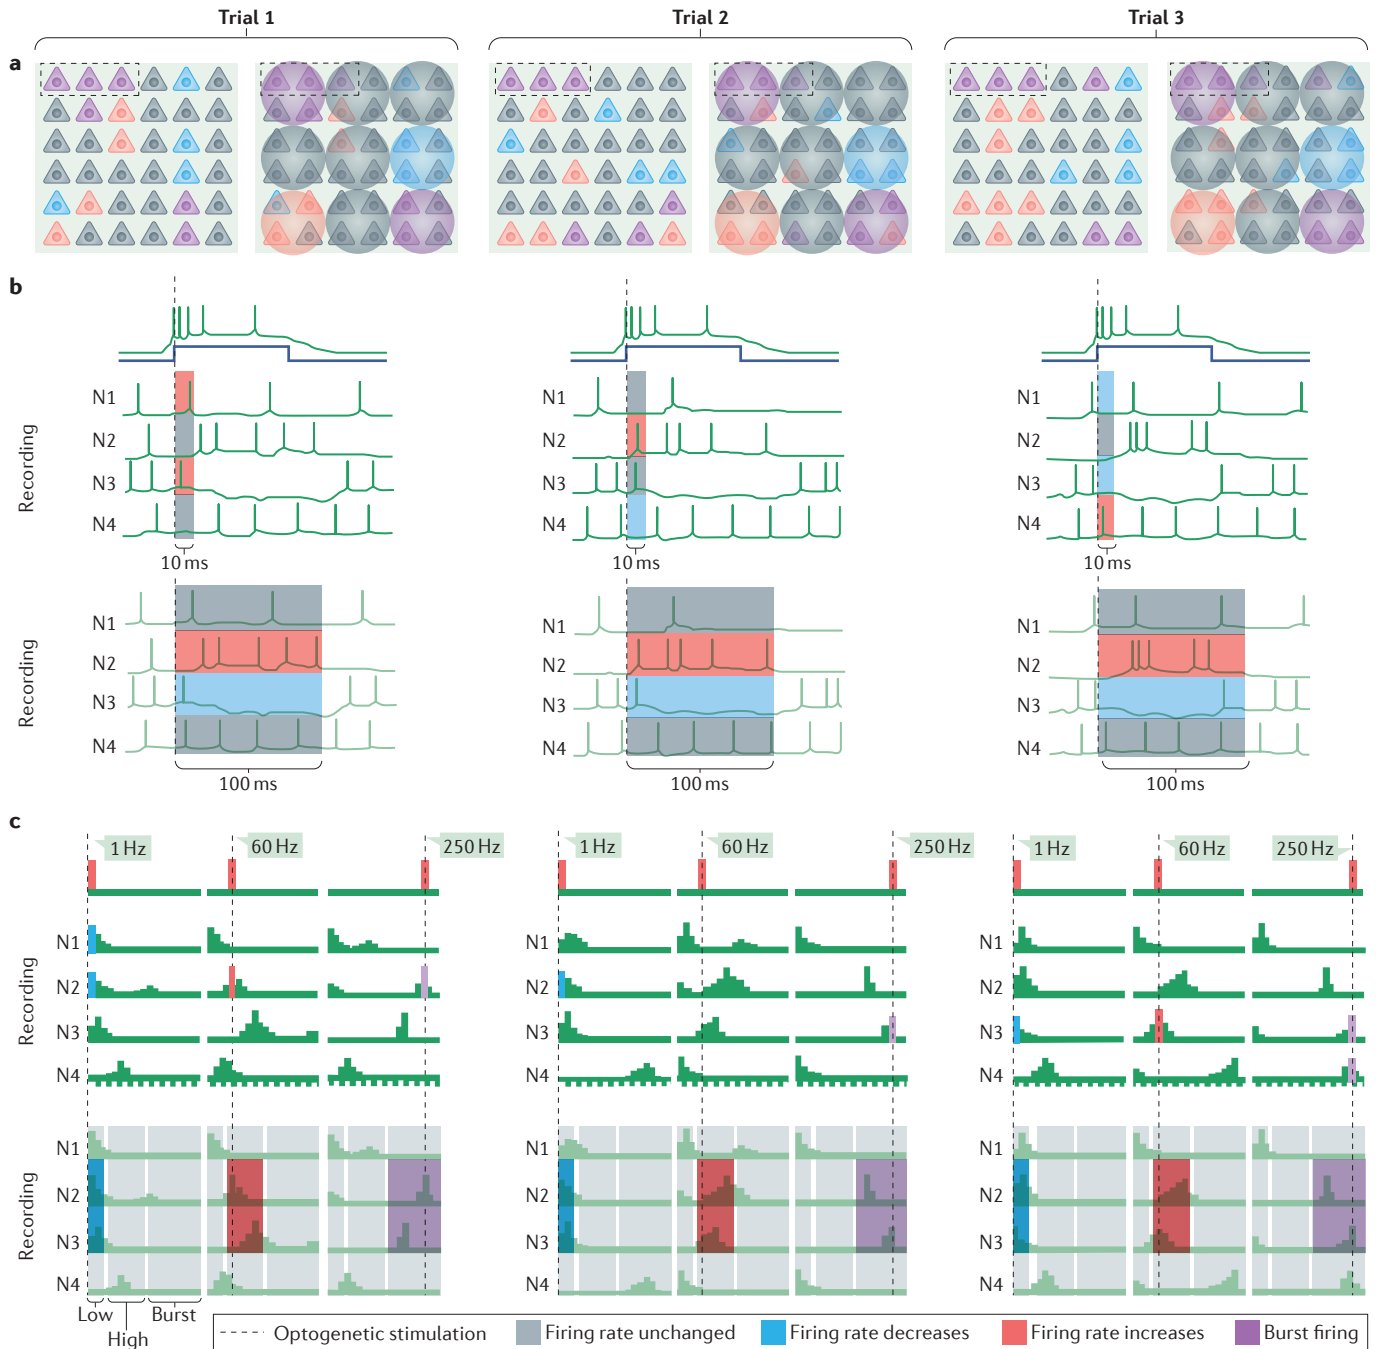 Trial 1 Trial 2 Trial 3
a
b
N1 N1 N1
N2 N2 N2
N3 N3 N3
N4 N4 N4
Recording
10 ms 10 ms 10 ms
N1 N1 N1
N2 N2 N2
N3 N3 N3
N4 N4 N4
Recording
100 ms 100 ms 100 ms
c
1 Hz 60 Hz 250 Hz 1 Hz 60 Hz 250 Hz 1 Hz 60 Hz 250 Hz
N1 N1 N1
N2 N2 N2
N3 N3 N3
N4 N4 N4
Recording
N1 N1 N1
N2 N2 N2
N3 N3 N3
N4 N4 N4
Recording
Low Burst
High
Optogenetic stimulation Firing rate unchanged Firing rate decreases Firing rate increases Burst firing